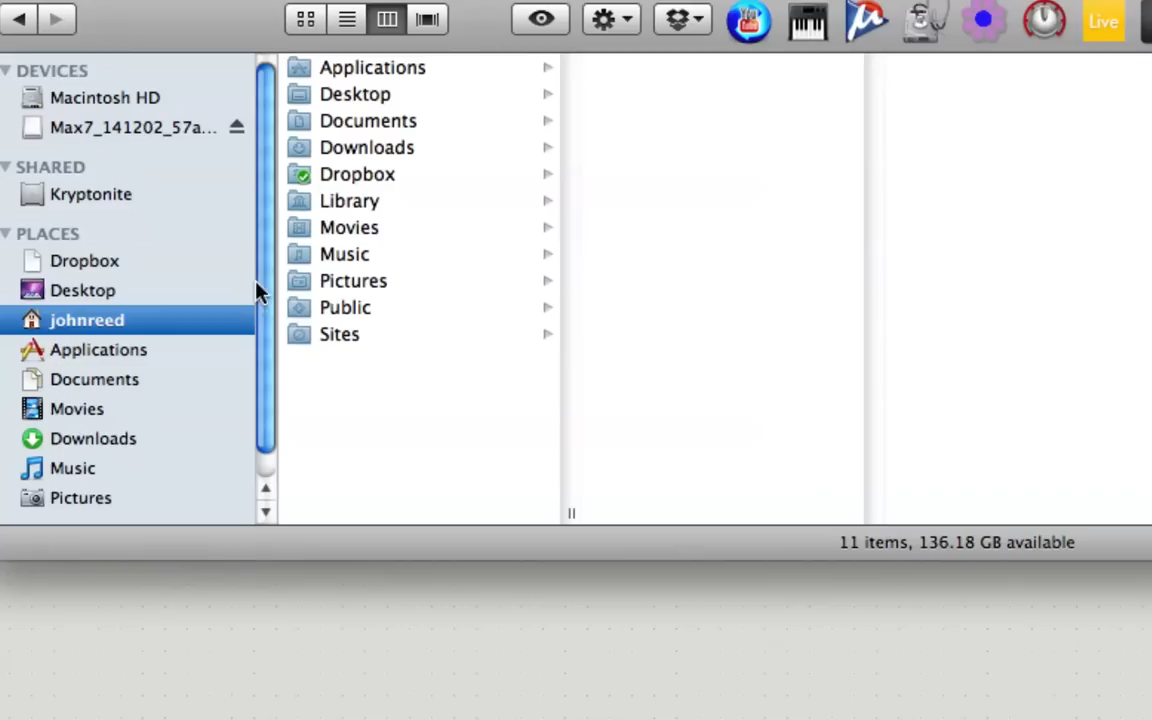 Live
DEVICES
Macintosh HD
Max7_141202_57a...
SHARED
Kryptonite
PLACES
Dropbox
Desktop
johnreed
Applications
Documents
Movies
Downloads
Music
Pictures
Applications
Desktop
Documents
Downloads
Dropbox
Library
Movies
Music
Pictures
Public
Sites
11 items, 136.18 GB available